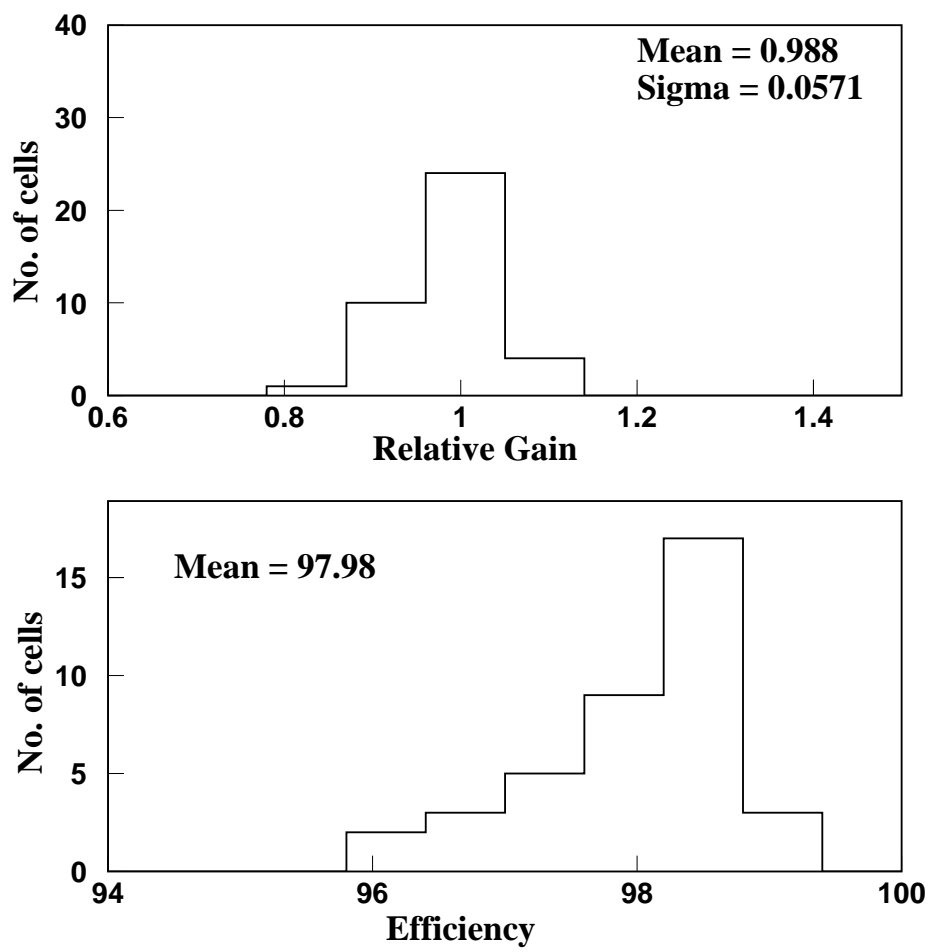 40
Mean = 0.988
Sigma = 0.0571
30
20
10
0
No. of cells
0.6 0.8 1 1.2 1.4
Relative Gain
Mean = 97.98
15
10
5
0
No. of cells
94 96 98 100
Efficiency